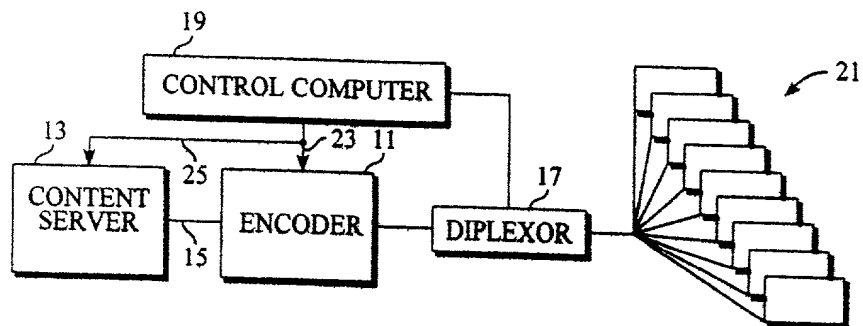 19
CONTROL COMPUTER
21
13
25
23
11
CONTENT
SERVER
15
ENCODER
17
DIPLEXOR